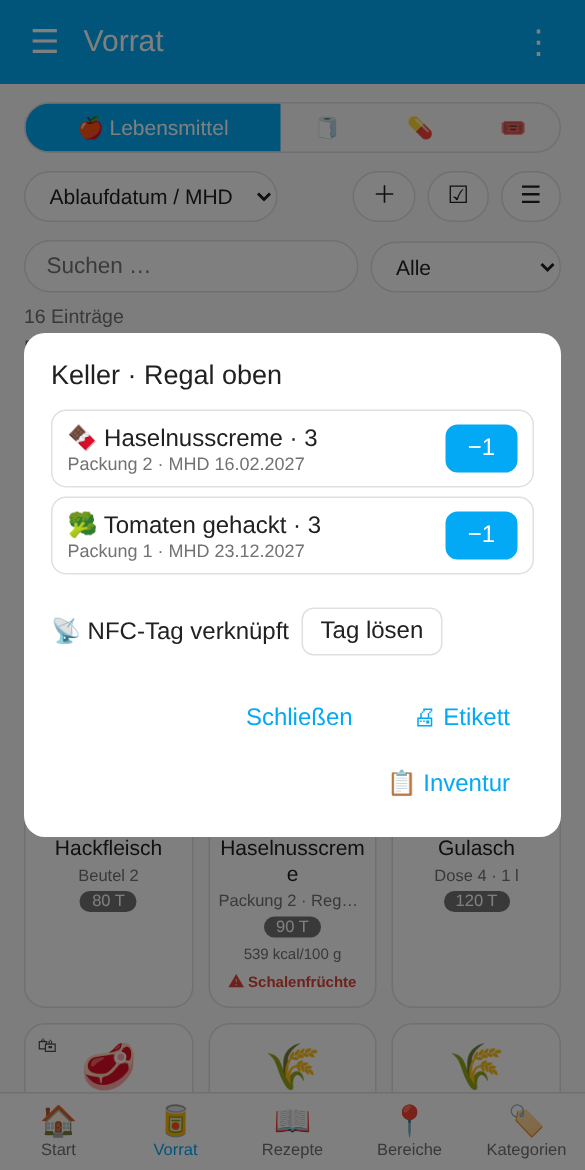 ☰ Vorrat ⋮
🍎 Lebensmittel
Ablaufdatum / MHD
Suchen …
Alle
16 Einträge
Keller · Regal oben
🍫 Haselnusscreme · 3
Packung 2 · MHD 16.02.2027
−1
🥦 Tomaten gehackt · 3
Packung 1 · MHD 23.12.2027
−1
📡 NFC-Tag verknüpft
Tag lösen
Schließen
🖨 Etikett
📋 Inventur
Hackfleisch
Beutel 2
80 T
Haselnusscrem
e
Packung 2 · Reg…
90 T
539 kcal/100 g
⚠ Schalenfrüchte
Gulasch
Dose 4 · 1 l
120 T
Start
Vorrat
Rezepte
Bereiche
Kategorien